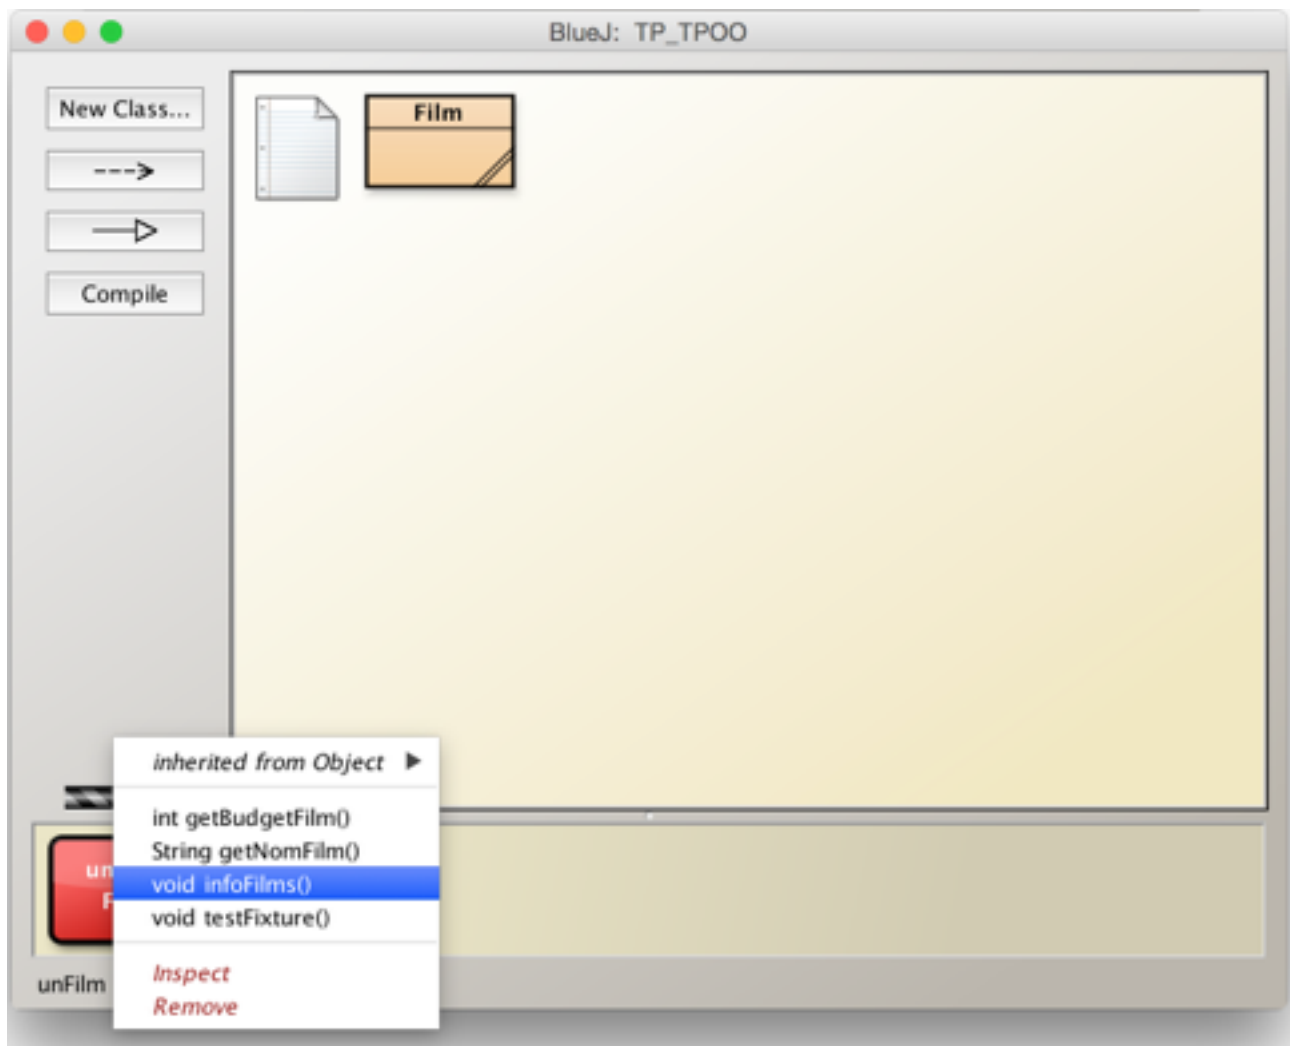 BlueJ: TP_TPOO
New Class...
Film
Compile
inherited from Object
int getBudgetFilm()
String getNomFilm()
void infoFilms()
void testFixture()
Inspect
Remove
unFilm